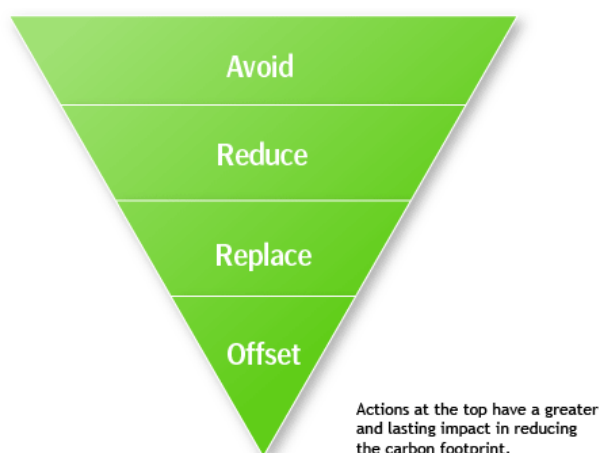 Avoid
Reduce
Replace
Offset
Actions at the top have a greater
and lasting impact in reducing
the carbon footprint.